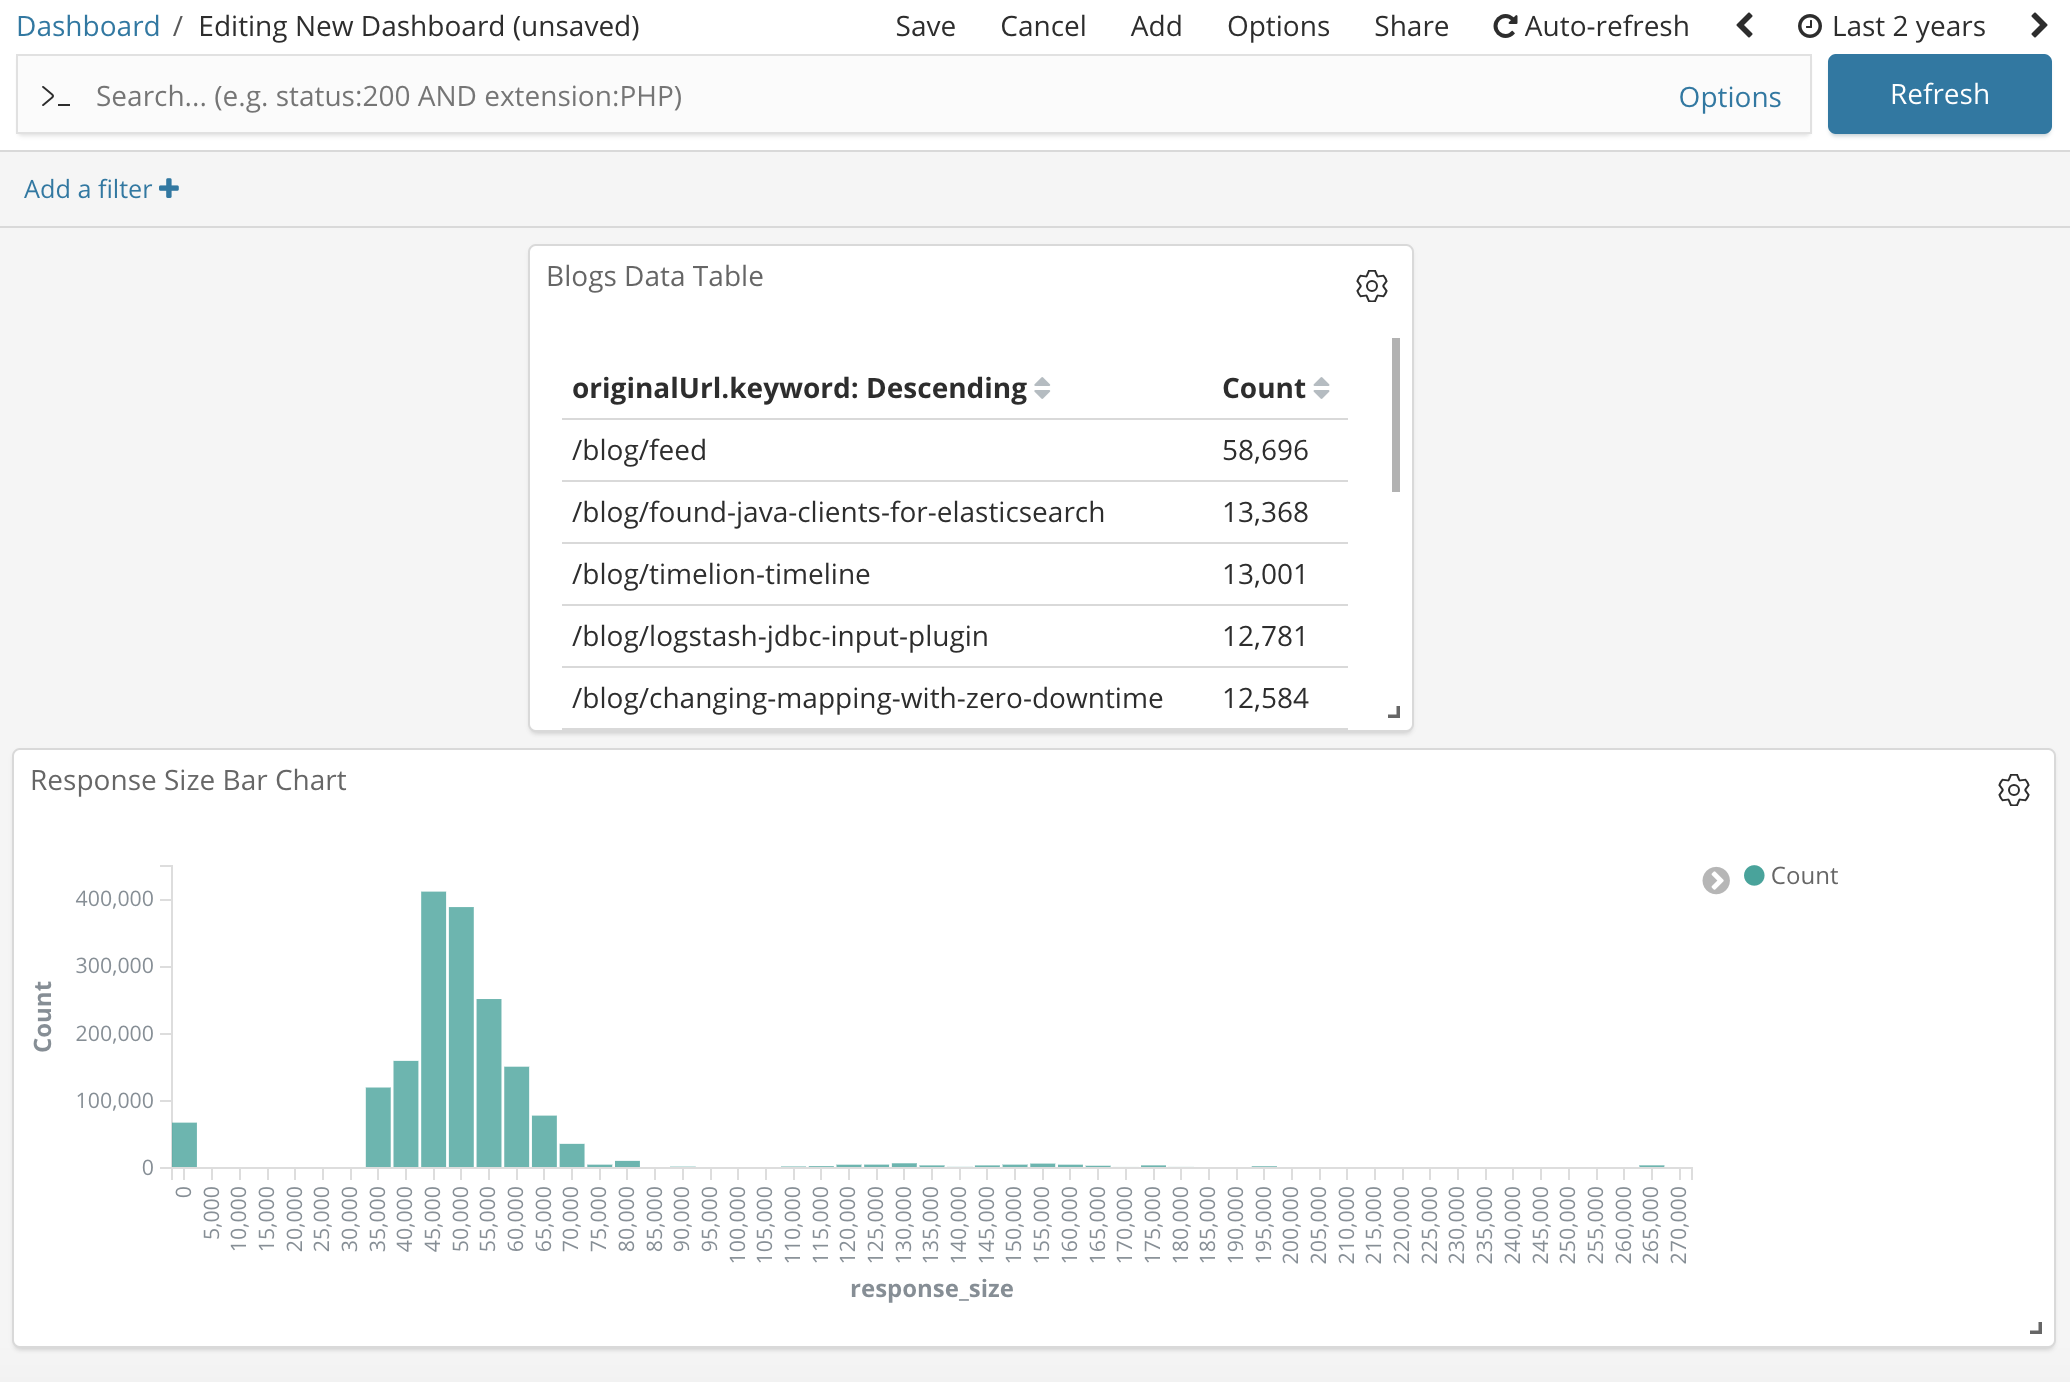 Dashboard / Editing New Dashboard (unsaved) Save Cancel Add Options Share Auto-refresh Last 2 years
>_ Search... (e.g. status:200 AND extension:PHP) Options Refresh
Add a filter +
Blogs Data Table
originalUrl.keyword: Descending Count
/blog/feed 58,696
/blog/found-java-clients-for-elasticsearch 13,368
/blog/timelion-timeline 13,001
/blog/logstash-jdbc-input-plugin 12,781
/blog/changing-mapping-with-zero-downtime 12,584
Response Size Bar Chart
Count
400,000
300,000
200,000
100,000
0
Count
0 5,000 10,000 15,000 20,000 25,000 30,000 35,000 40,000 45,000 50,000 55,000 60,000 65,000 70,000 75,000 80,000 85,000 90,000 95,000 100,000 105,000 110,000 115,000 120,000 125,000 130,000 135,000 140,000 145,000 150,000 155,000 160,000 165,000 170,000 175,000 180,000 185,000 190,000 195,000 200,000 205,000 210,000 215,000 220,000 225,000 230,000 235,000 240,000 245,000 250,000 255,000 260,000 265,000 270,000
response_size